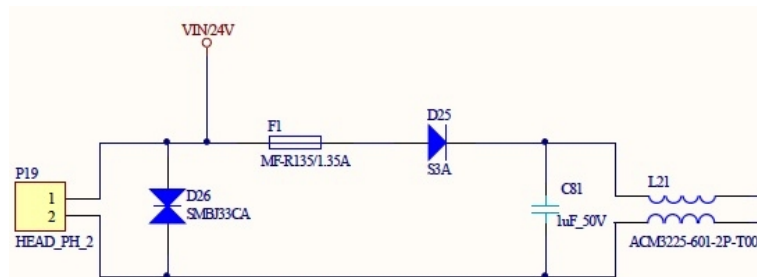 VIN/24V
F1
MF-R135/1.35A
D25
S3A
P19
1
2
HEAD_PH_2
D26
SMBJ33CA
C81
1uF_50V
L21
ACM3225-601-2P-T00